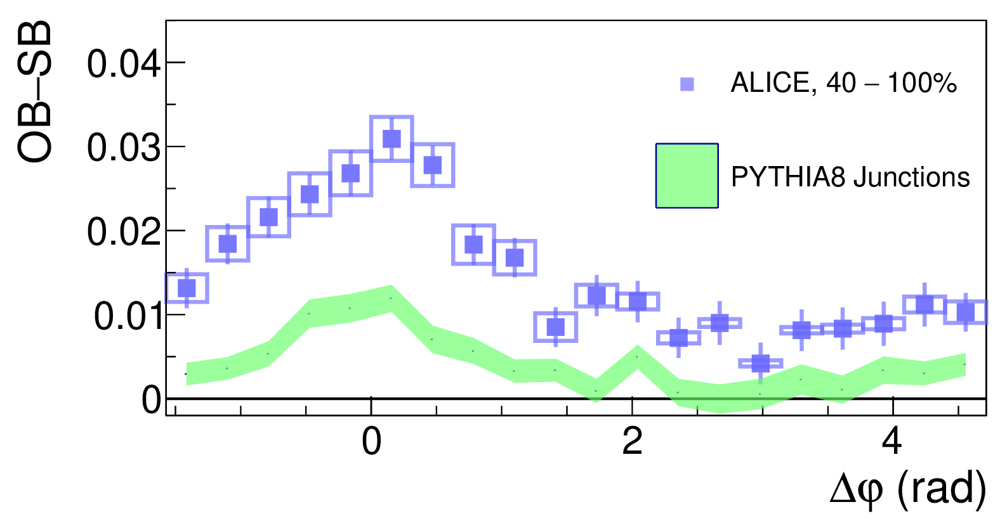 OB–SB
0.04
0.03
0.02
0.01
0
ALICE, 40 – 100%
PYTHIA8 Junctions
0 2 4
Δφ (rad)